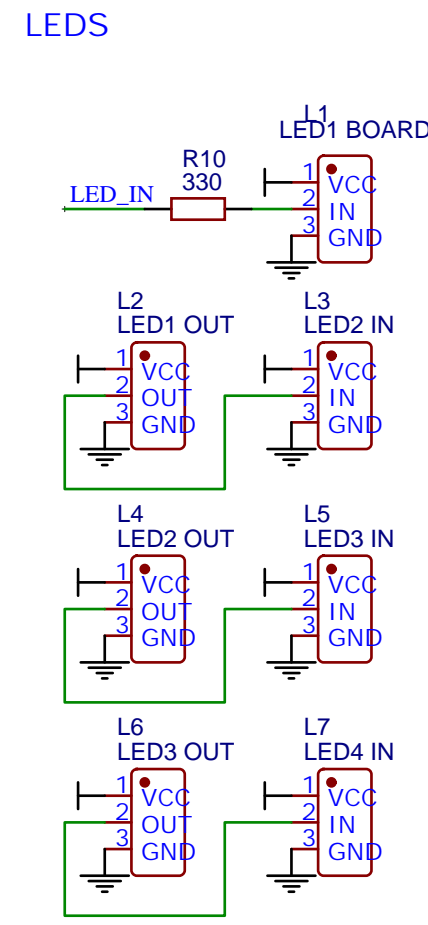 LEDS
L1
LED1 BOARD
R10
330
LED_IN
1 VCC
2 IN
3 GND
L2
LED1 OUT
1 VCC
2 OUT
3 GND
L3
LED2 IN
1 VCC
2 IN
3 GND
L4
LED2 OUT
1 VCC
2 OUT
3 GND
L5
LED3 IN
1 VCC
2 IN
3 GND
L6
LED3 OUT
1 VCC
2 OUT
3 GND
L7
LED4 IN
1 VCC
2 IN
3 GND